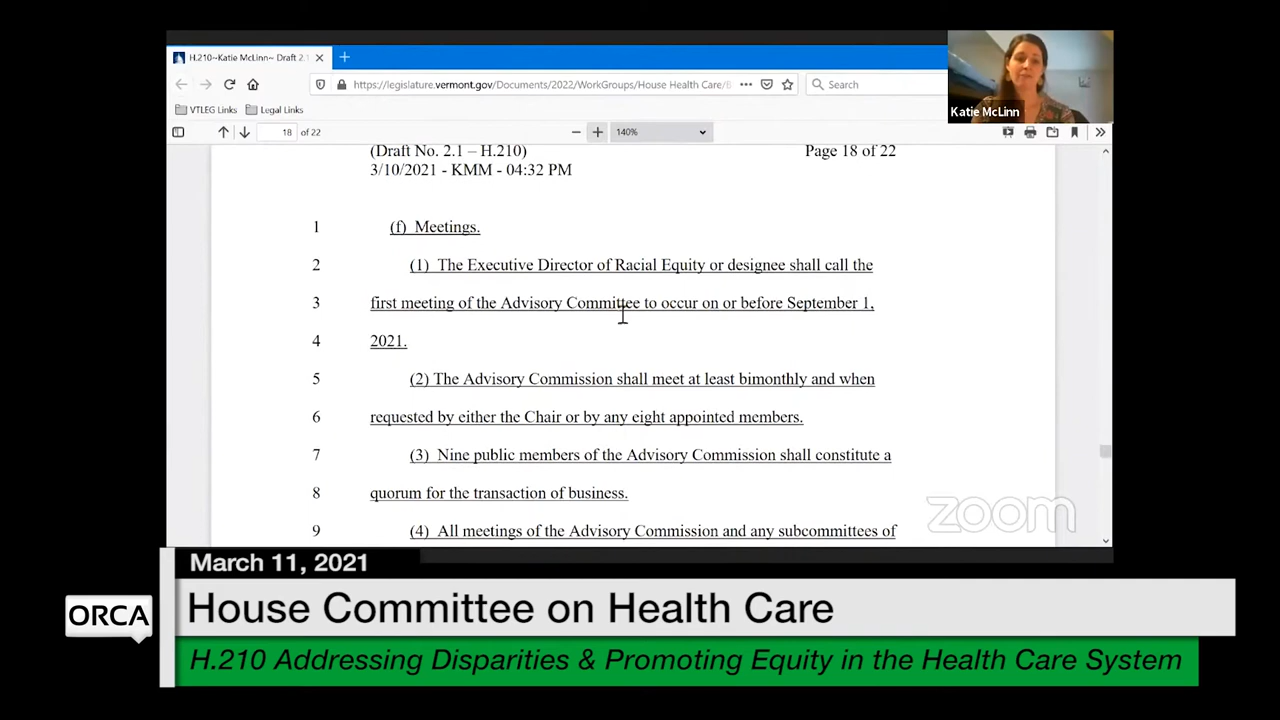 H.210~Katie McLinn~ Draft 2.1
https://legislature.vermont.gov/Documents/2022/WorkGroups/House Health Care/B
Search
VTLEG Links
Legal Links
Katie McLinn
18 of 22
140%
(Draft No. 2.1 – H.210)
Page 18 of 22
3/10/2021 - KMM - 04:32 PM
1 (f) Meetings.
2 (1) The Executive Director of Racial Equity or designee shall call the
3 first meeting of the Advisory Committee to occur on or before September 1,
4 2021.
5 (2) The Advisory Commission shall meet at least bimonthly and when
6 requested by either the Chair or by any eight appointed members.
7 (3) Nine public members of the Advisory Commission shall constitute a
8 quorum for the transaction of business.
9 (4) All meetings of the Advisory Commission and any subcommittees of
zoom
March 11, 2021
ORCA
House Committee on Health Care
H.210 Addressing Disparities & Promoting Equity in the Health Care System